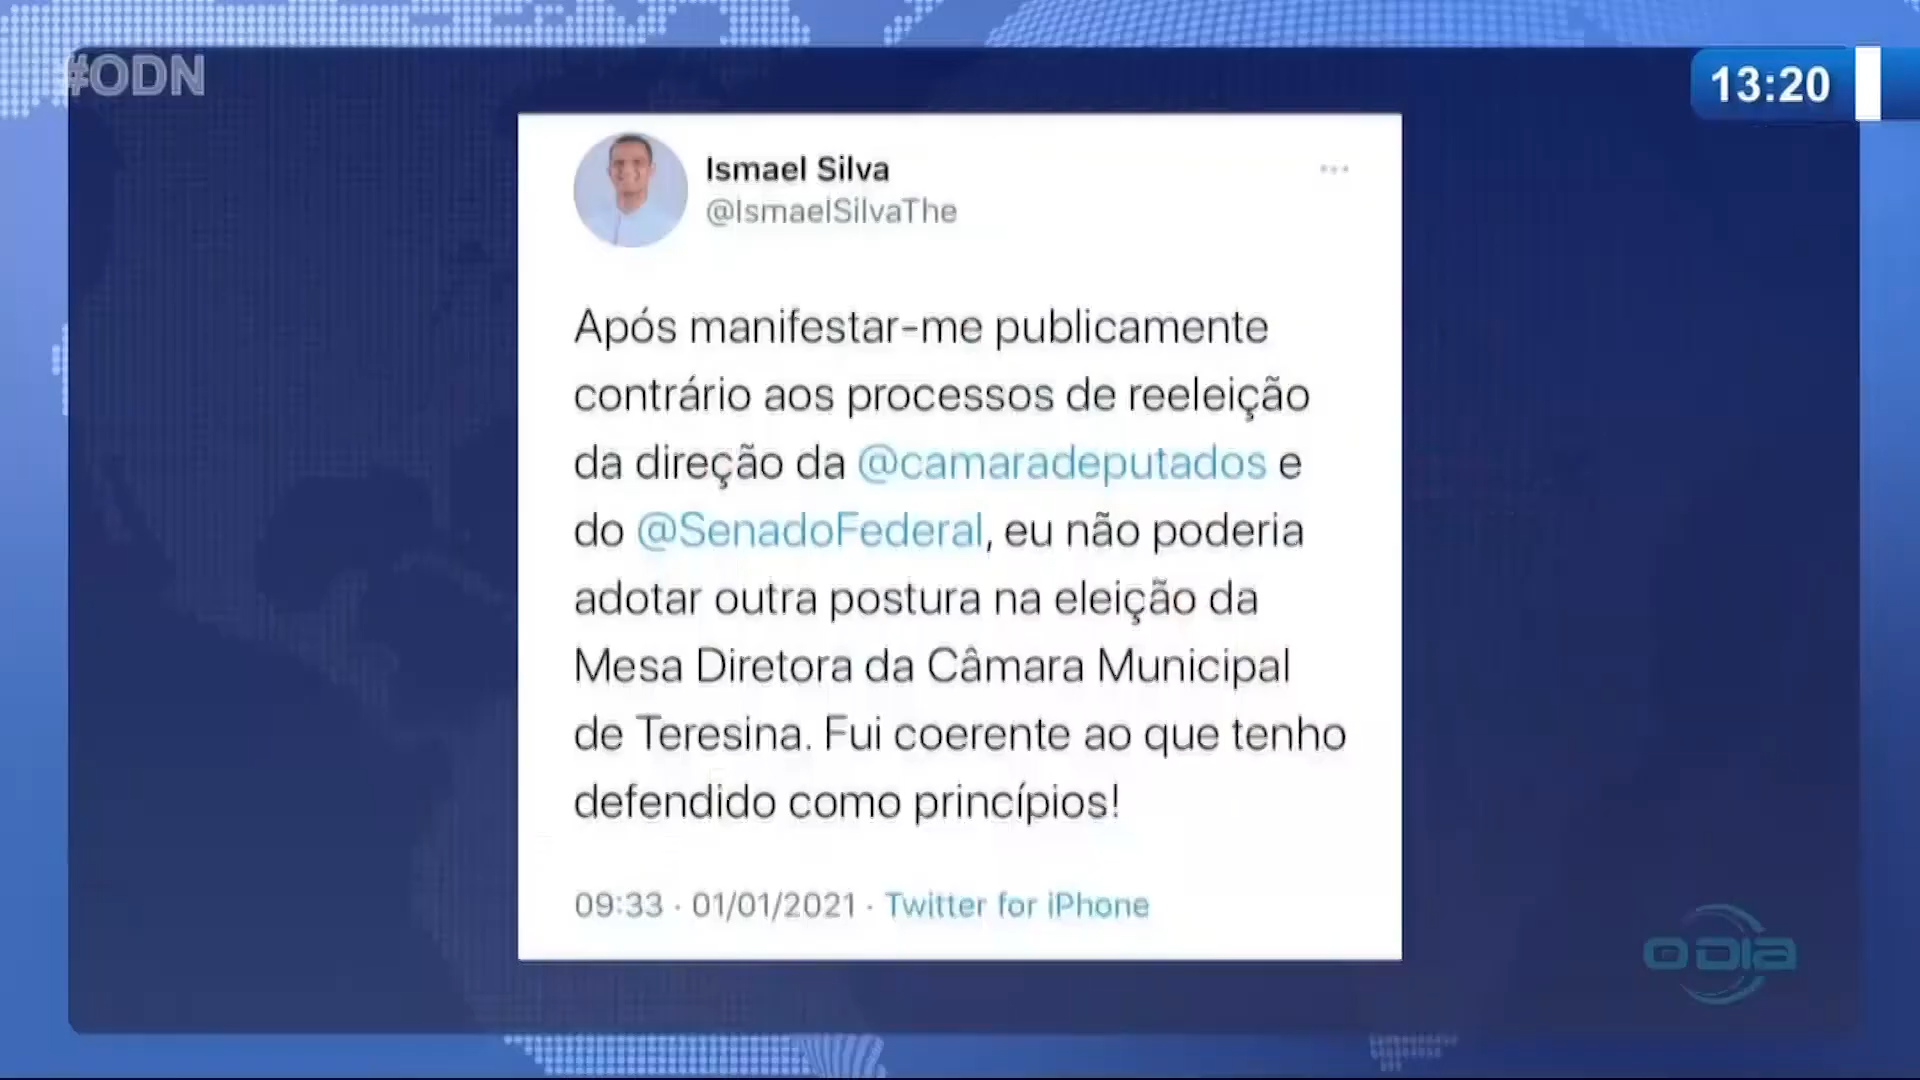 #ODN
13:20
Ismael Silva
@IsmaelSilvaThe
Após manifestar-me publicamente
contrário aos processos de reeleição
da direção da @camaradeputados e
do @SenadoFederal, eu não poderia
adotar outra postura na eleição da
Mesa Diretora da Câmara Municipal
de Teresina. Fui coerente ao que tenho
defendido como princípios!
09:33 · 01/01/2021 · Twitter for iPhone
O DIA